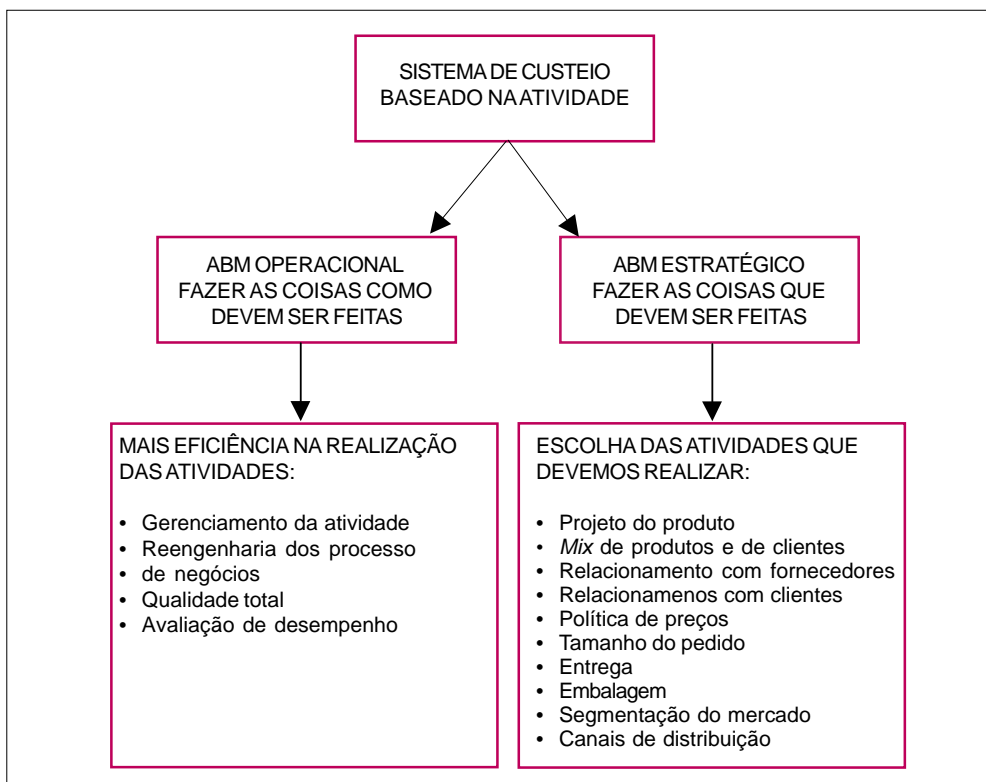 SISTEMA DE CUSTEIO
BASEADO NA ATIVIDADE
ABM OPERACIONAL
FAZER AS COISAS COMO
DEVEM SER FEITAS
ABM ESTRATÉGICO
FAZER AS COISAS QUE
DEVEM SER FEITAS
MAIS EFICIÊNCIA NA REALIZAÇÃO
DAS ATIVIDADES:
• Gerenciamento da atividade
• Reengenharia dos processo
• de negócios
• Qualidade total
• Avaliação de desempenho
ESCOLHA DAS ATIVIDADES QUE
DEVEMOS REALIZAR:
• Projeto do produto
• Mix de produtos e de clientes
• Relacionamento com fornecedores
• Relacionamenos com clientes
• Política de preços
• Tamanho do pedido
• Entrega
• Embalagem
• Segmentação do mercado
• Canais de distribuição